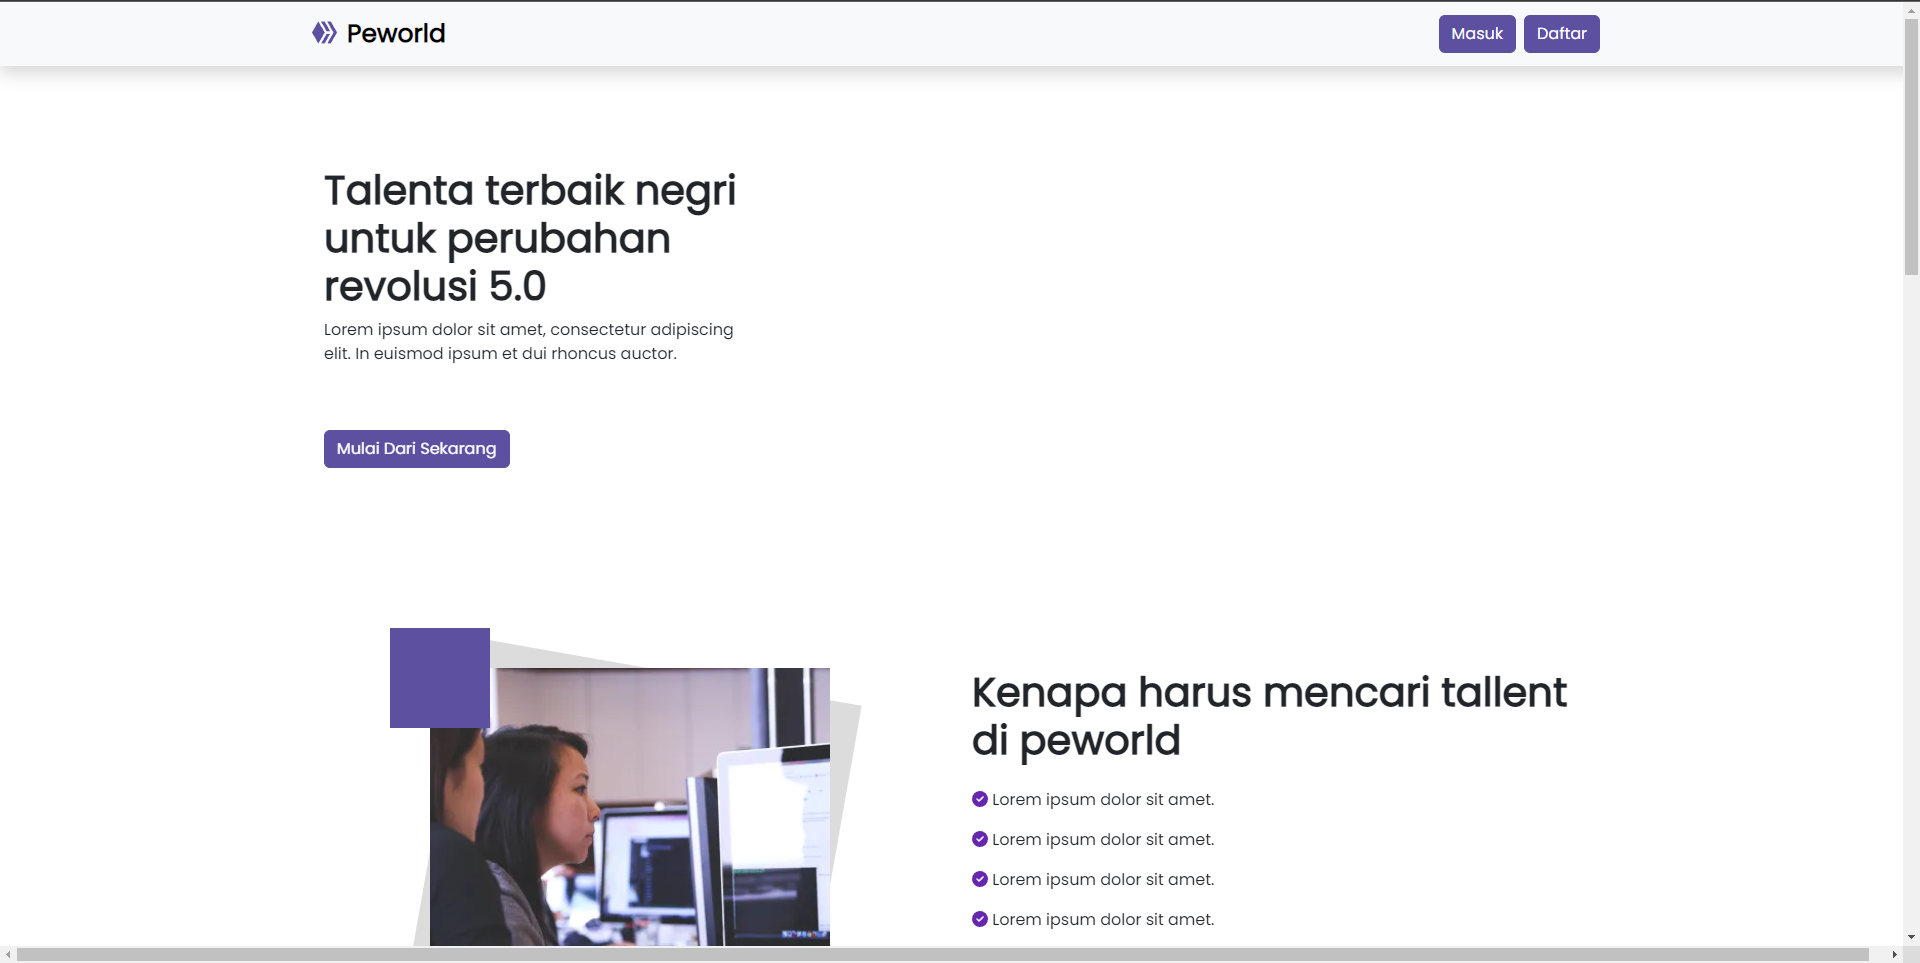 Peworld
Masuk
Daftar
Talenta terbaik negri
untuk perubahan
revolusi 5.0
Lorem ipsum dolor sit amet, consectetur adipiscing
elit. In euismod ipsum et dui rhoncus auctor.
Mulai Dari Sekarang
Kenapa harus mencari tallent
di peworld
Lorem ipsum dolor sit amet.
Lorem ipsum dolor sit amet.
Lorem ipsum dolor sit amet.
Lorem ipsum dolor sit amet.